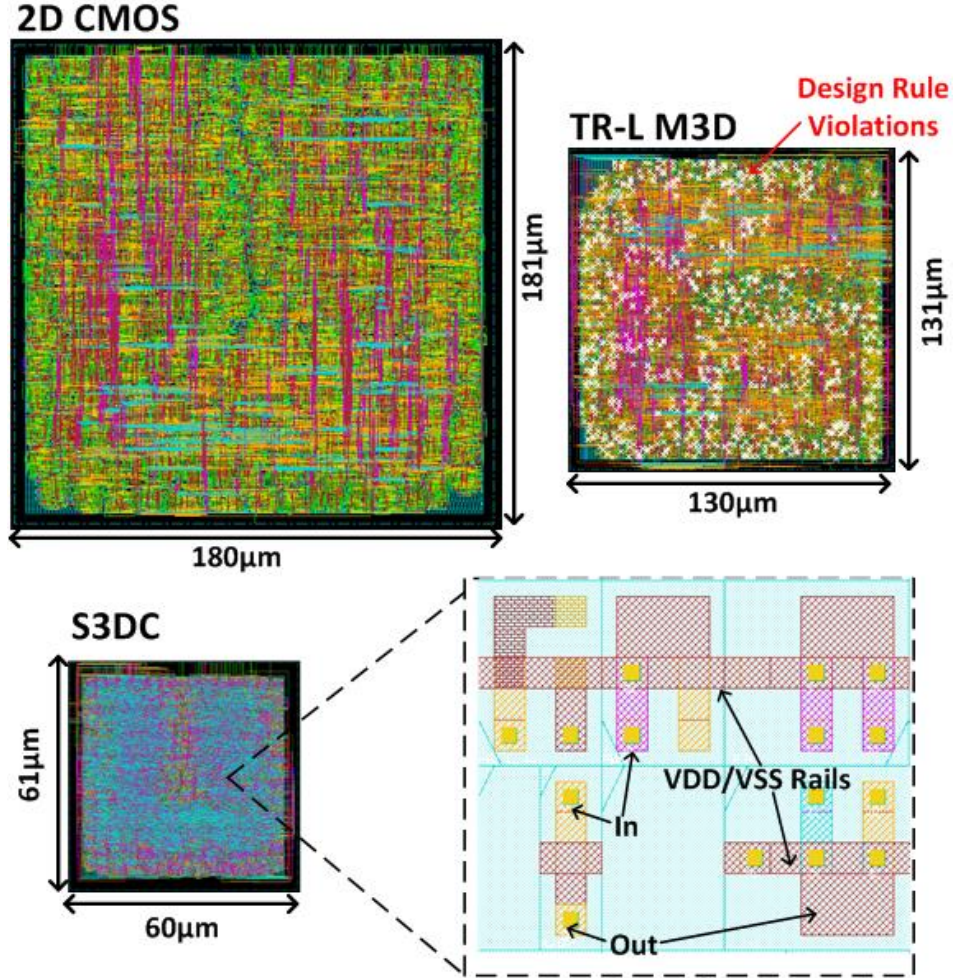 2D CMOS
181µm
180µm
Design Rule
Violations
TR-L M3D
131µm
130µm
S3DC
61µm
60µm
VDD/VSS Rails
In
Out